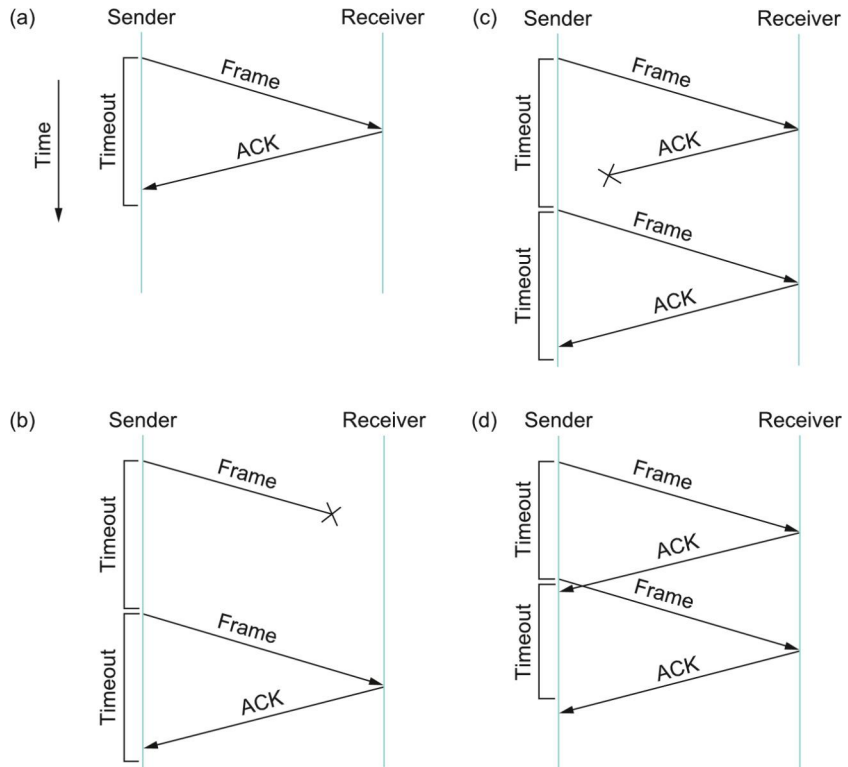 (a)
Sender
Receiver
Time
Timeout
Frame
ACK
(c)
Sender
Receiver
Timeout
Frame
ACK
Timeout
Frame
ACK
(b)
Sender
Receiver
Timeout
Frame
Timeout
Frame
ACK
(d)
Sender
Receiver
Timeout
Frame
ACK
Timeout
Frame
ACK